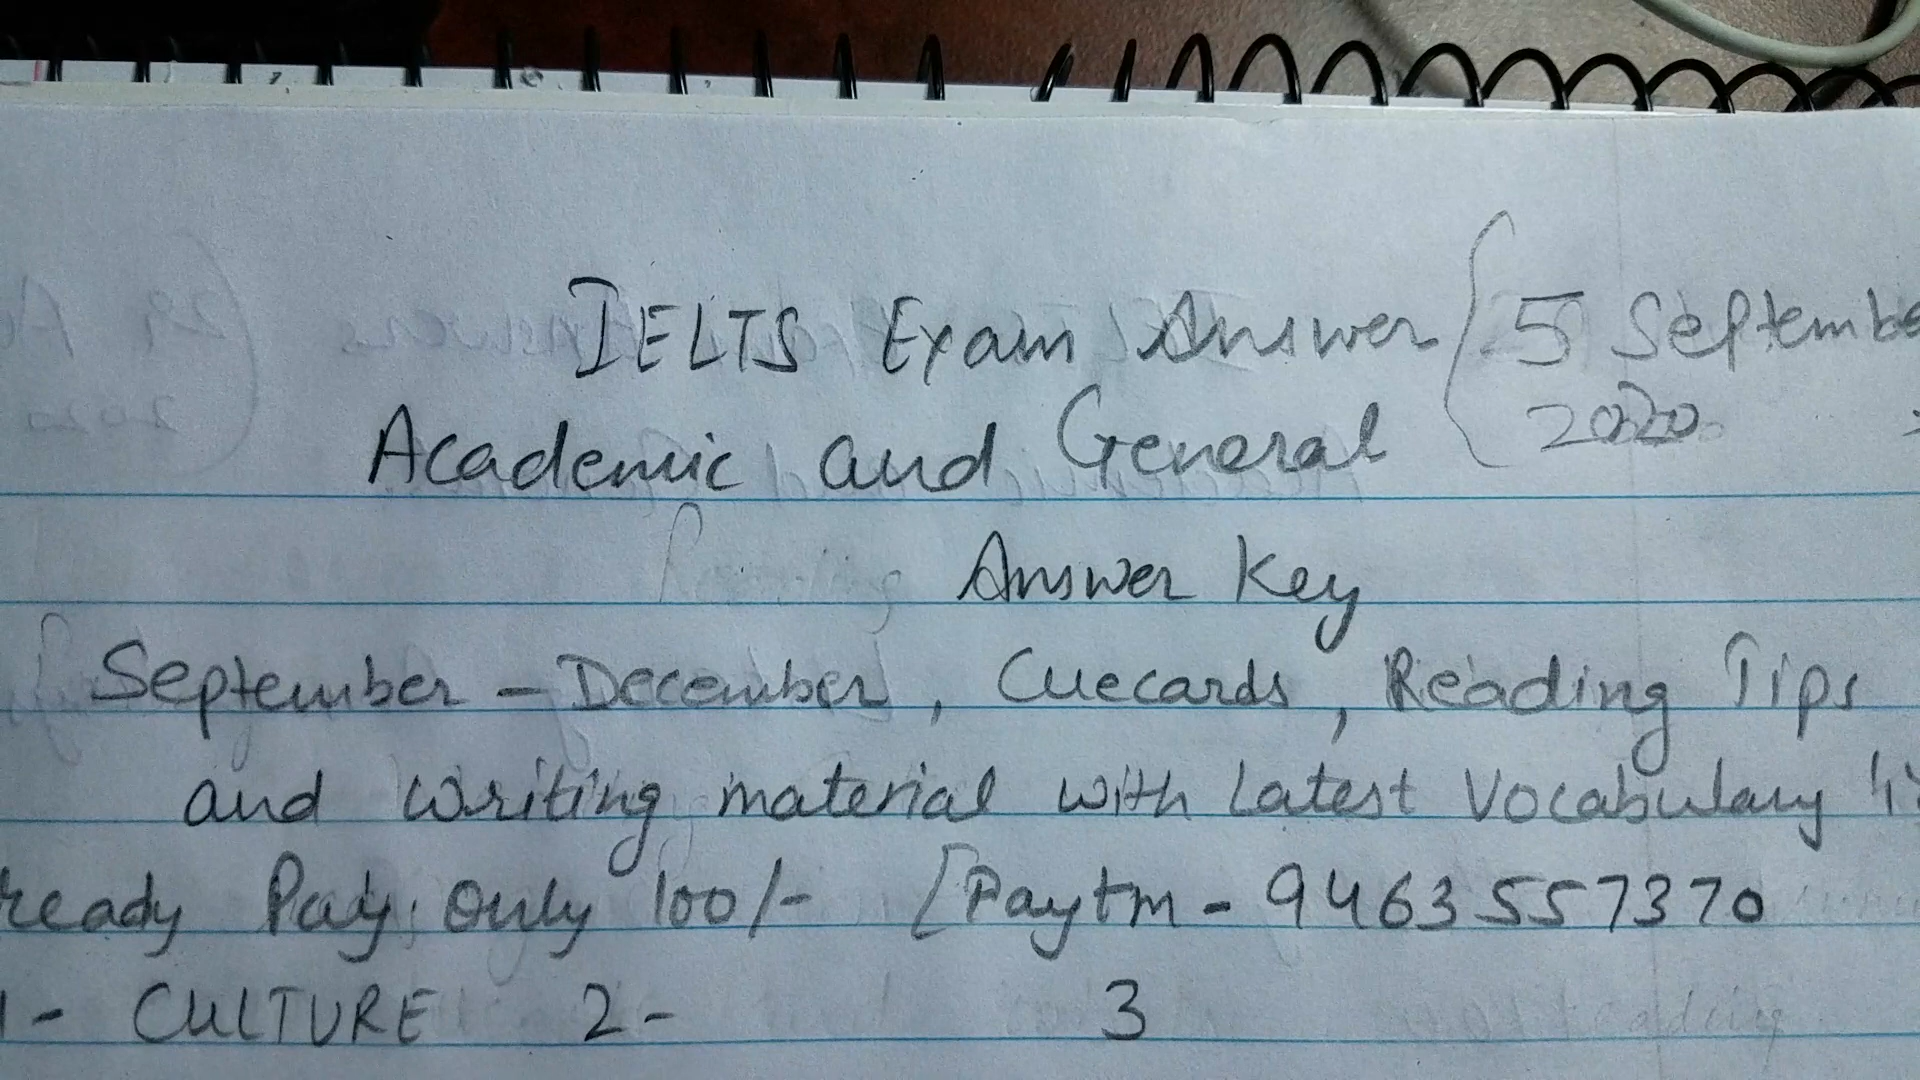 IELTS Exam Answer (5 September
2020
Academic and General
Answer Key
September - December, Cuecards, Reading Tips
and writing material with latest Vocabulary is
ready Pay, Only 100/- [Paytm - 9463557370
1- CULTURE 2- 3